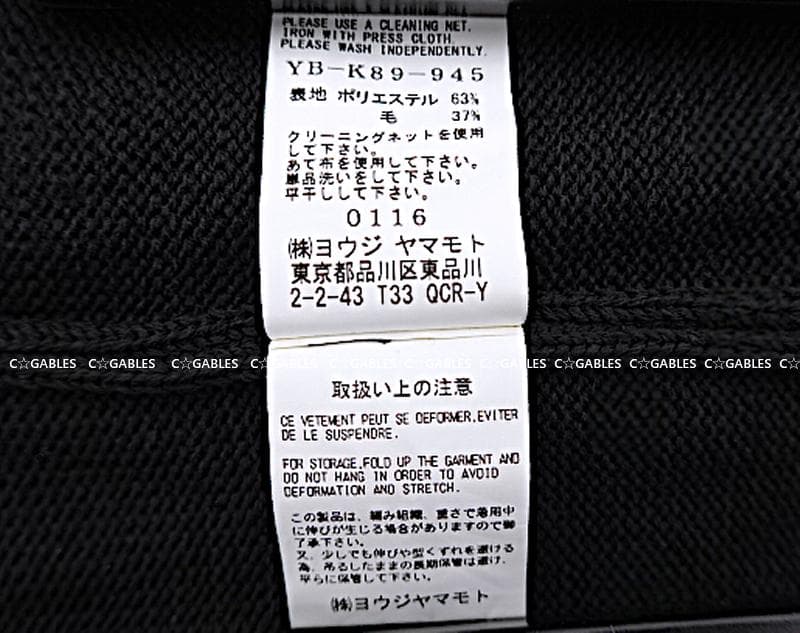 PLEASE USE A CLEANING NET.
IRON WITH PRESS CLOTH.
PLEASE WASH INDEPENDENTLY.
YB-K89-945
表地 ポリエステル 63%
毛 37%
クリーニングネットを使用
して下さい。
あて布を使用して下さい。
単品洗いをして下さい。
平干しして下さい。
0116
㈱ヨウジ ヤマモト
東京都品川区東品川
2-2-43 T33 QCR-Y
C☆GABLES C☆GABLES C☆GABLES C☆GABLES C☆GABLES C☆GABLES C☆GABLES C☆GABLES C☆GABLES C☆GABLES
取扱い上の注意
CE VETEMENT PEUT SE DEFORMER,EVITER
DE LE SUSPENDRE.
FOR STORAGE,FOLD UP THE GARMENT AND
DO NOT HANG IN ORDER TO AVOID
DEFORMATION AND STRETCH.
この製品は、編み組織、重さで着用中
に伸びが生じる場合がありますので御
了承下さい。
又、少しでも伸びや型くずれを避ける
為、吊るしたままの長期保管は避け、
平らに保管して下さい。
㈱ヨウジヤマモト